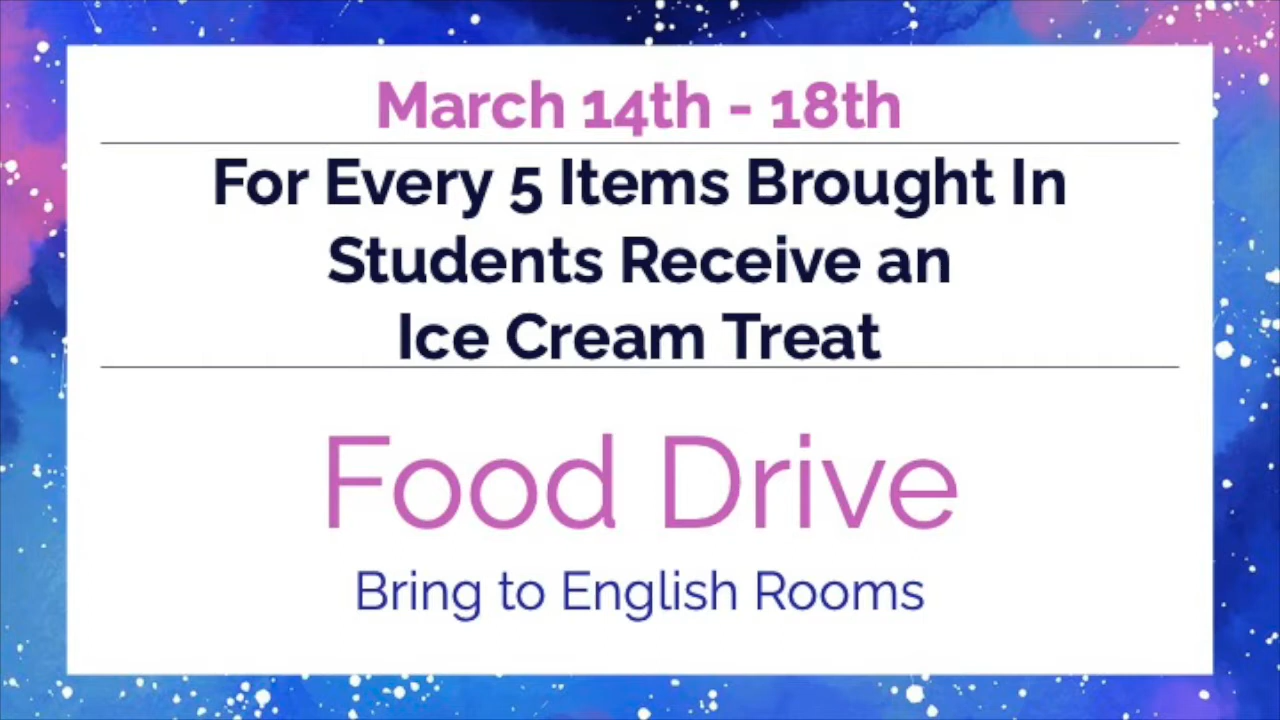 March 14th - 18th
For Every 5 Items Brought In
Students Receive an
Ice Cream Treat
Food Drive
Bring to English Rooms